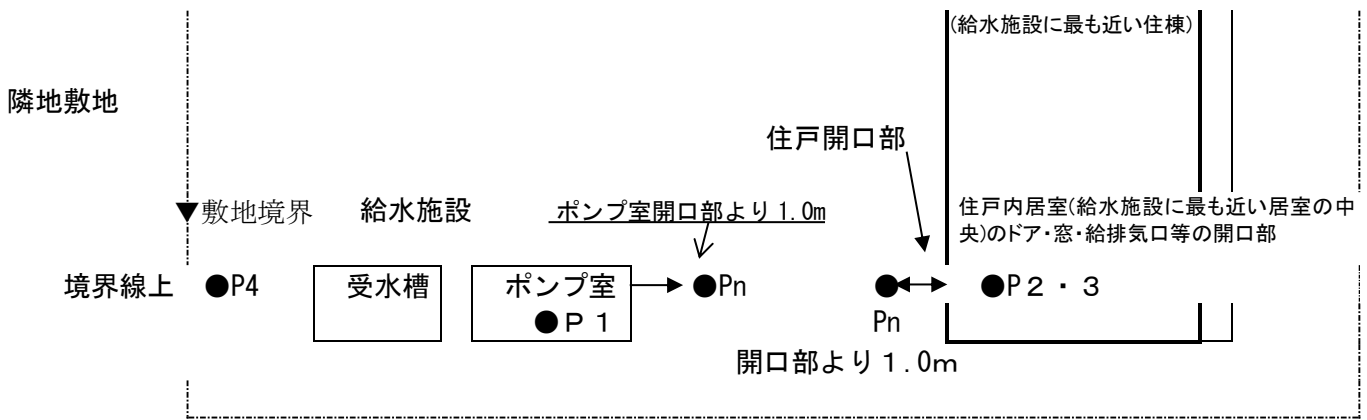 (給水施設に最も近い住棟)
隣地敷地
住戸開口部
▼敷地境界
給水施設
ポンプ室開口部より1.0m
住戸内居室(給水施設に最も近い居室の中
央)のドア・窓・給排気口等の開口部
境界線上
●P4
受水槽
ポンプ室
●Pn
●P2・3
●P1
Pn
開口部より1.0m